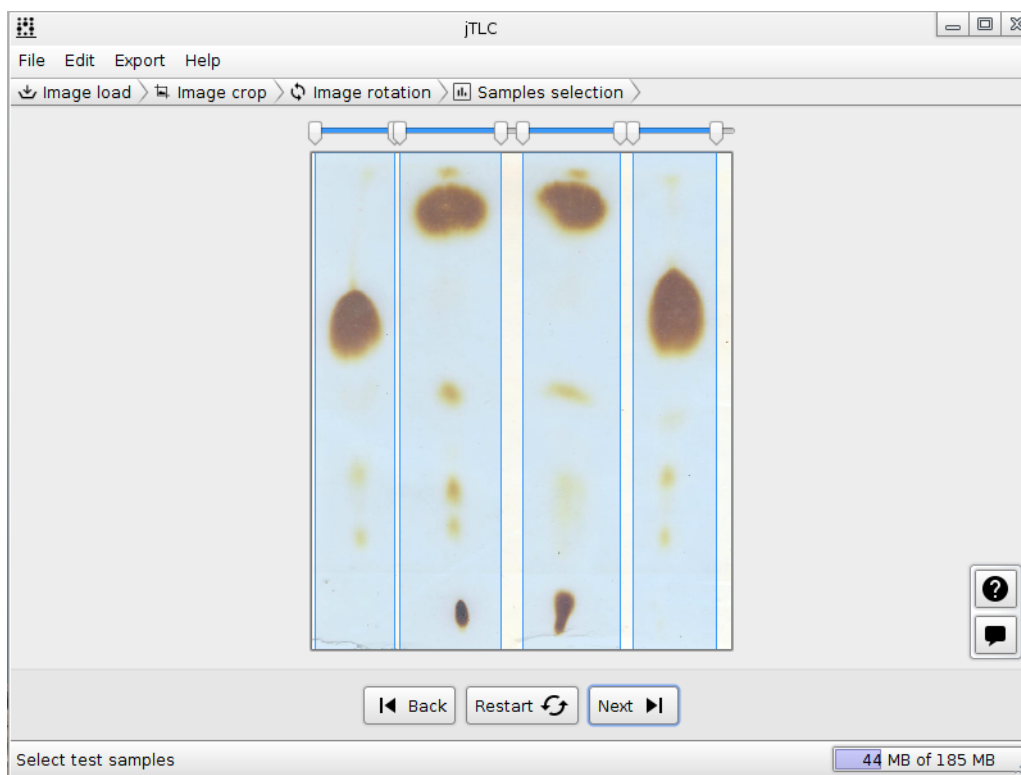 jTLC
File Edit Export Help
Image load Image crop Image rotation Samples selection
Back Restart Next
Select test samples 44 MB of 185 MB